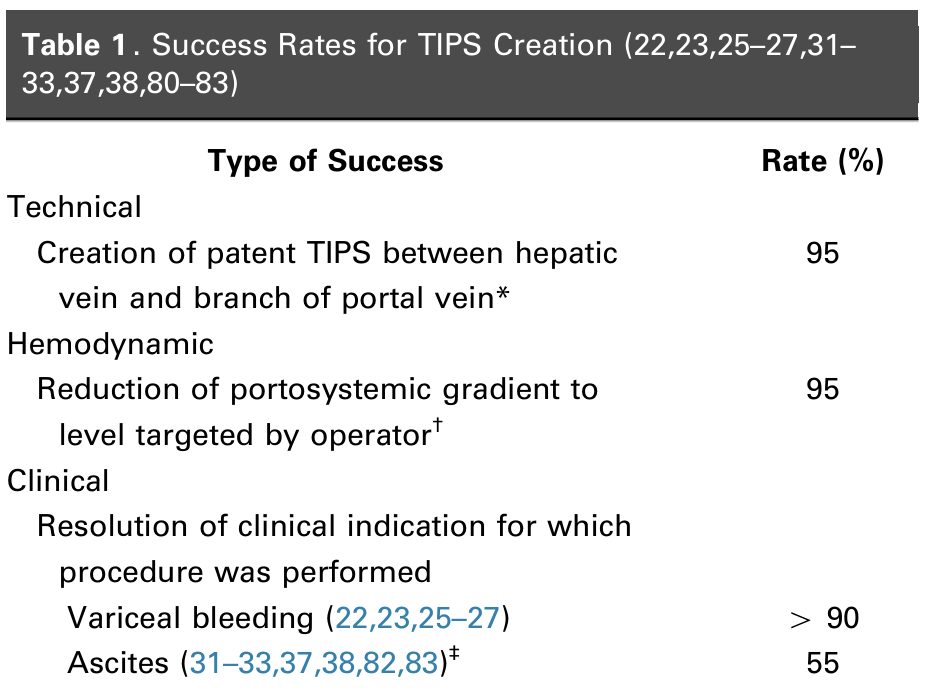 Table 1. Success Rates for TIPS Creation (22,23,25–27,31–
33,37,38,80–83)
Type of Success Rate (%)
Technical
Creation of patent TIPS between hepatic 95
vein and branch of portal vein*
Hemodynamic
Reduction of portosystemic gradient to 95
level targeted by operator†
Clinical
Resolution of clinical indication for which
procedure was performed
Variceal bleeding (22,23,25–27) > 90
Ascites (31–33,37,38,82,83)‡ 55